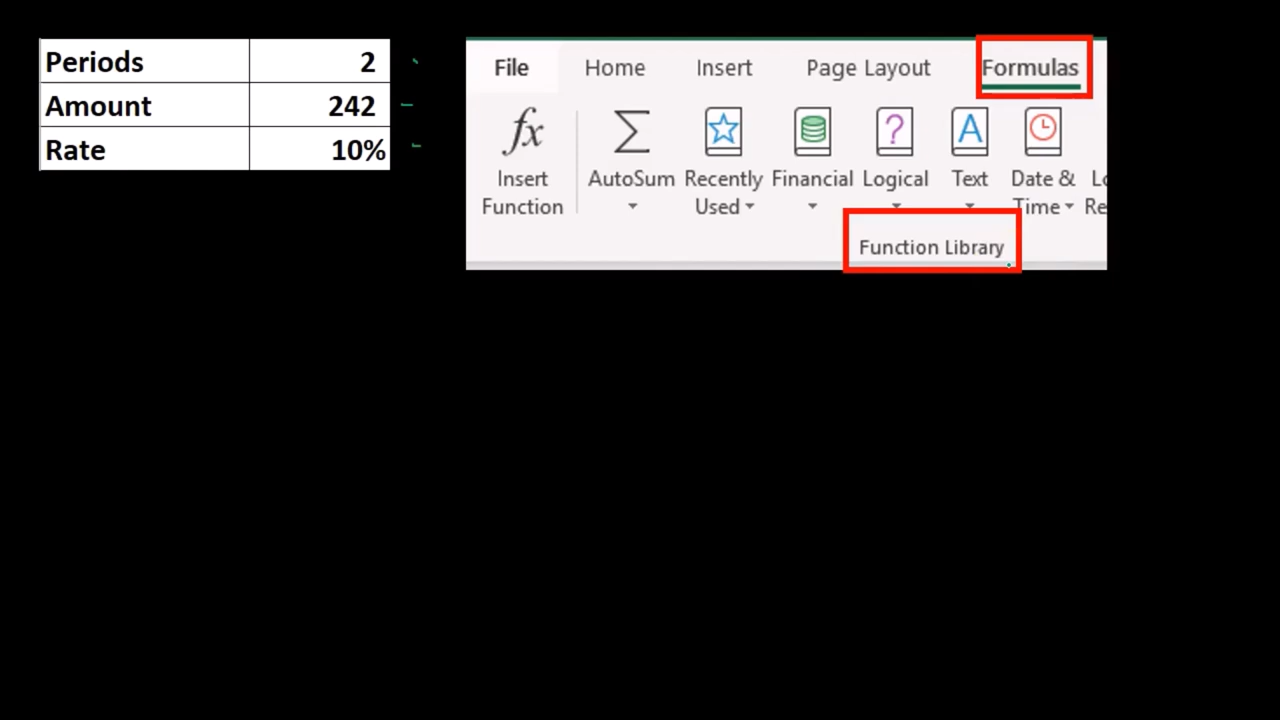 Periods 2
Amount 242
Rate 10%
File Home Insert Page Layout Formulas
fx
Insert Function
AutoSum
Recently Used
Financial
Logical
Text
Date & Time
Function Library